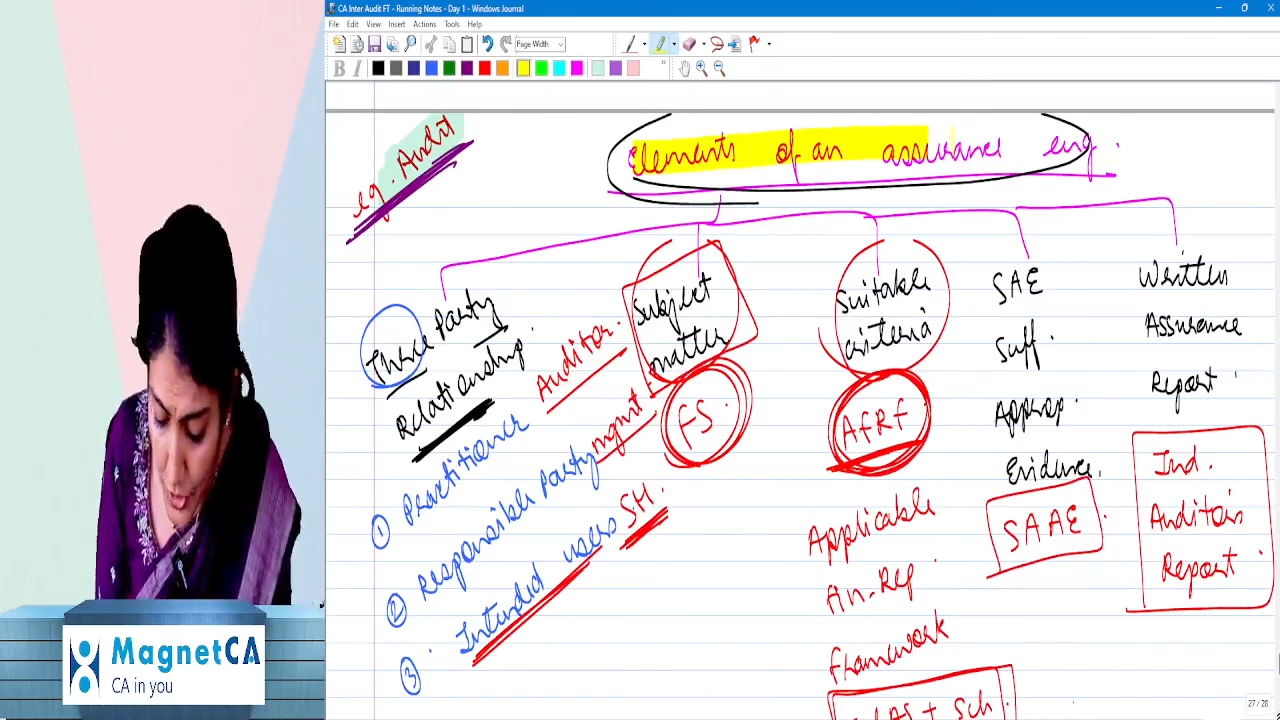 CA Inter Audit FT - Running Notes - Day 1 - Windows Journal
File Edit View Insert Actions Tools Help
Page Width
B I
eg. Audit
Elements of an assurance eng.
Three Party
Relationship
① Practitioner Auditor.
② Responsible Party mgmt
③ Intended users SH.
Subject
matter
FS.
Suitable
criteria
AFRF
Applicable
An. Rep
Framework
AS + Sch
SAE
Suff.
Approp.
Evidence.
SAAE
Written
Assurance
Report.
Ind.
Auditor's
Report
MagnetCA
CA in you
27 / 28